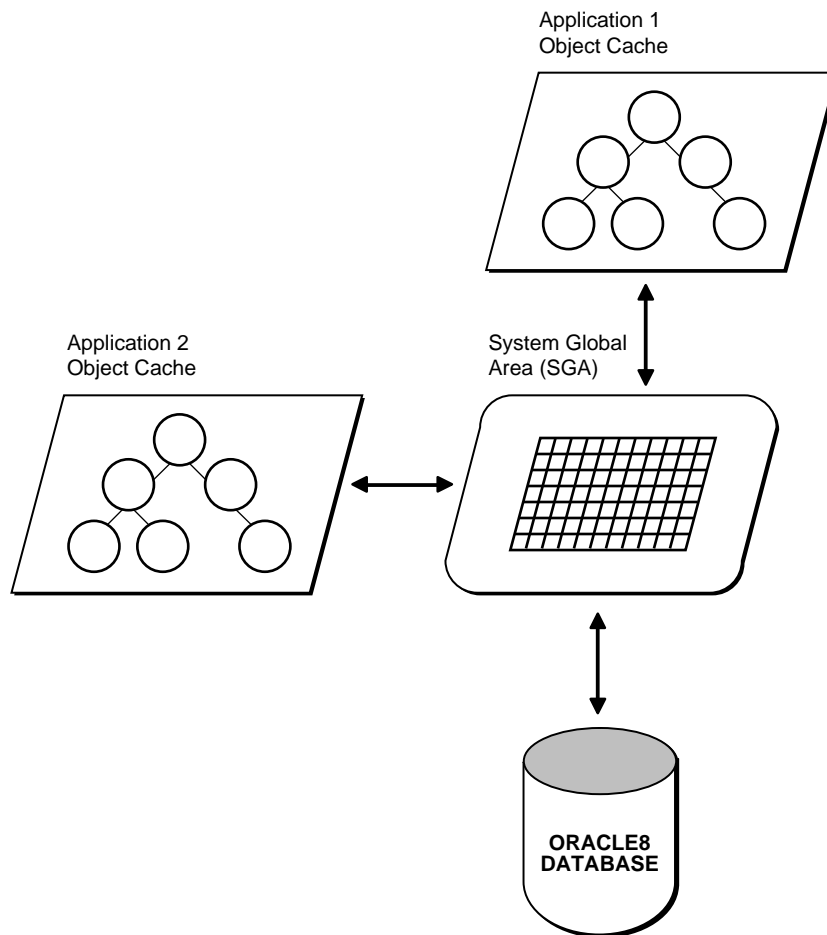 Application 1
Object Cache
Application 2
Object Cache
System Global
Area (SGA)
ORACLE8
DATABASE